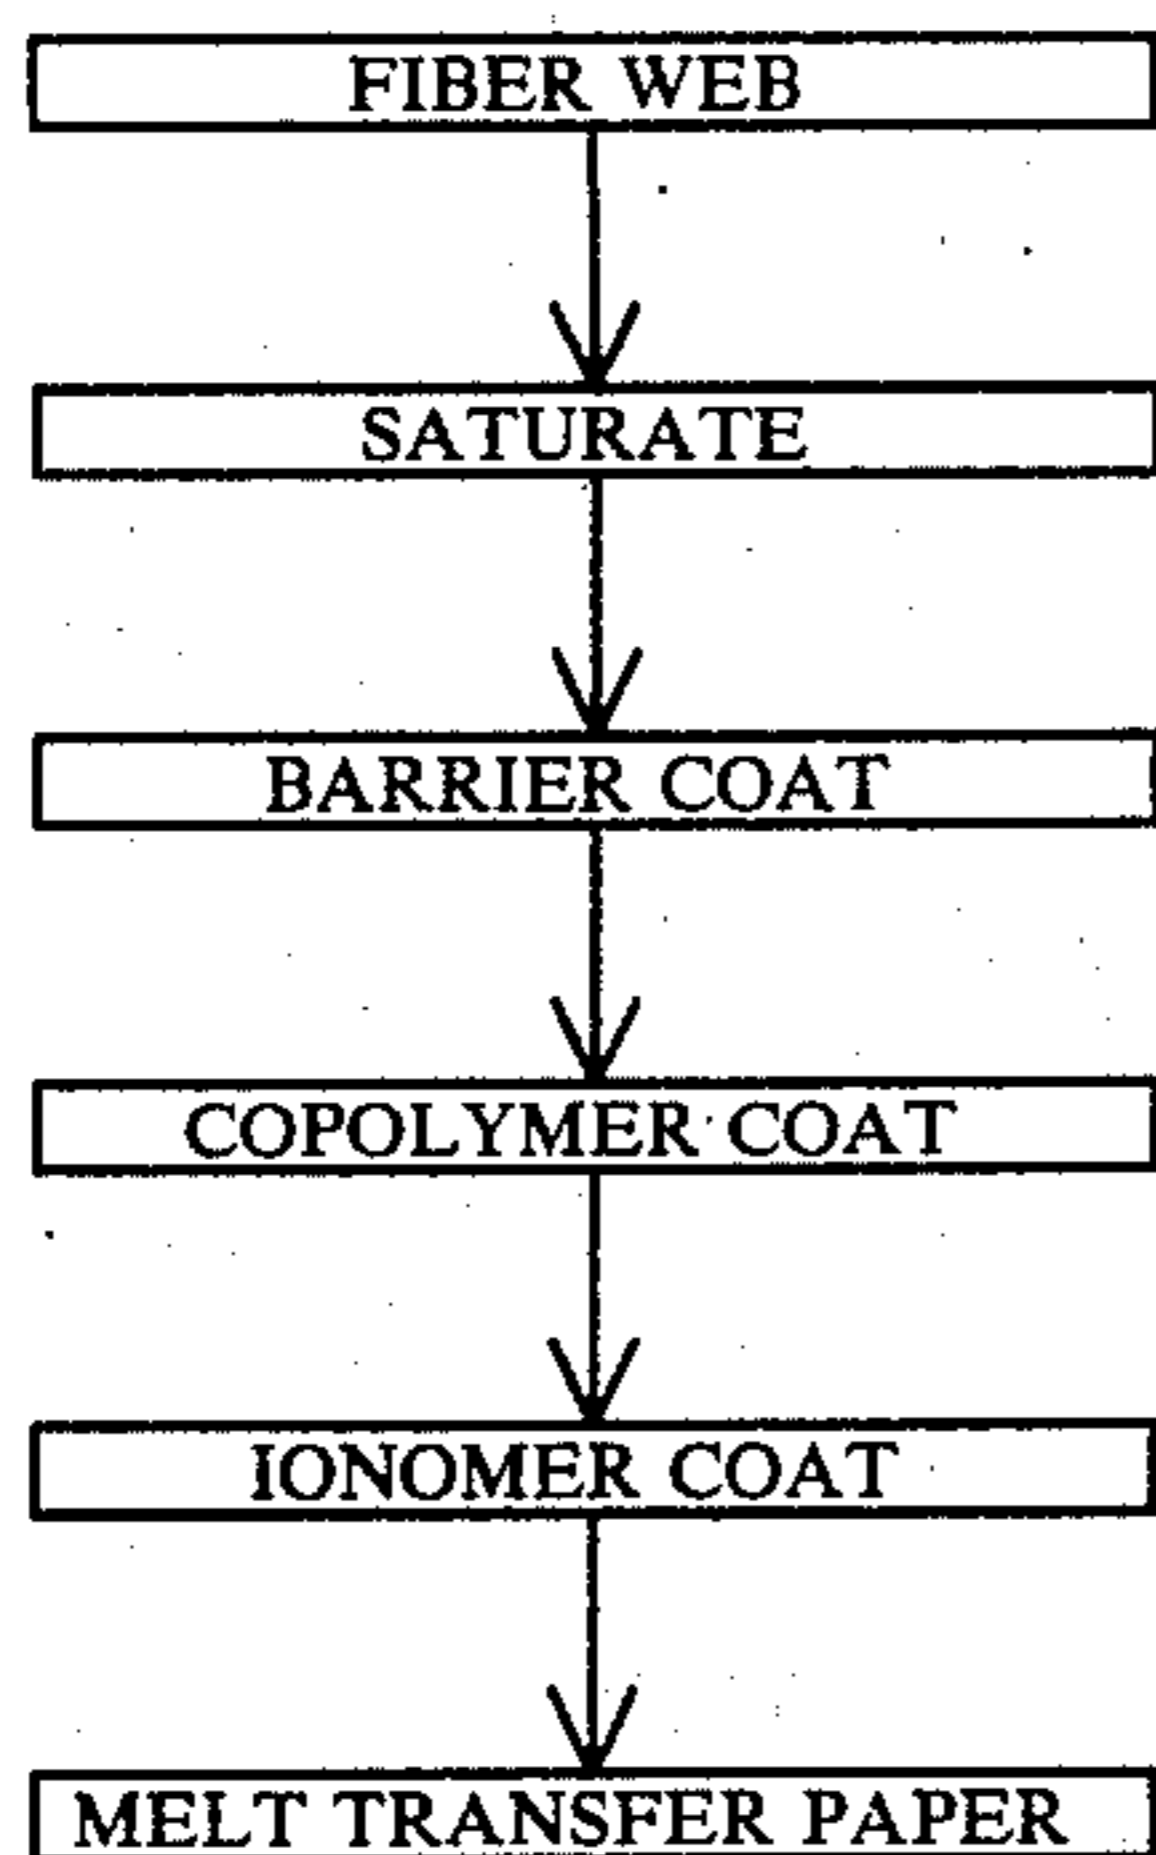 FIBER WEB
SATURATE
BARRIER COAT
COPOLYMER COAT
IONOMER COAT
MELT TRANSFER PAPER